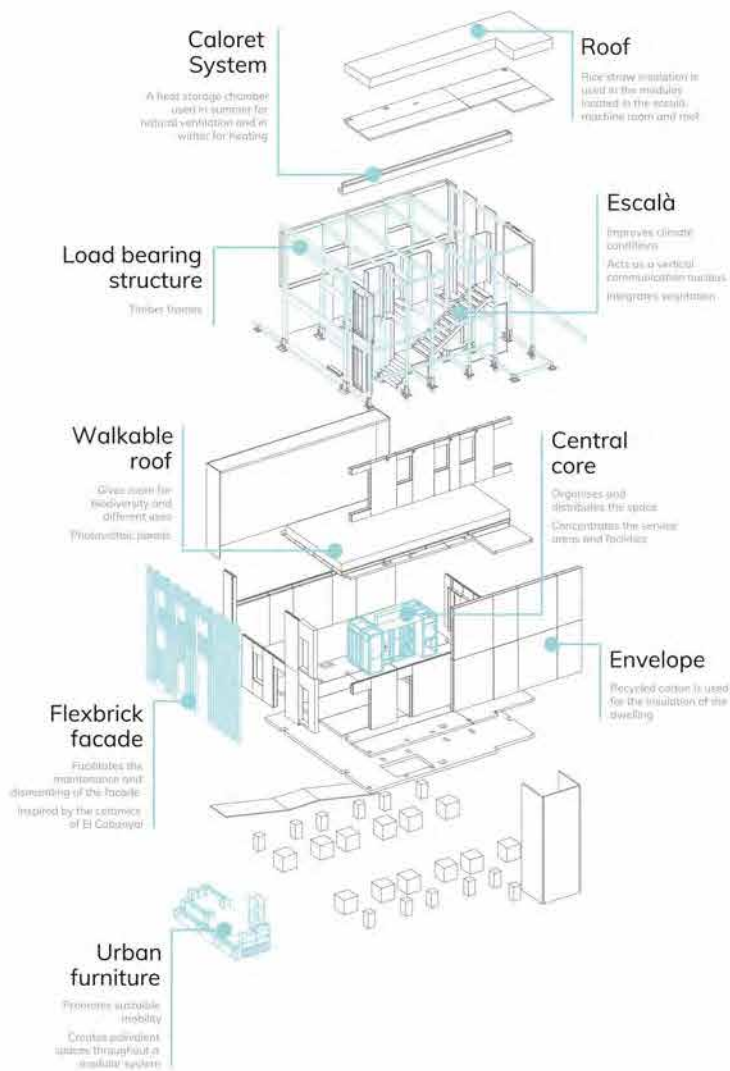 Caloret
System
A heat storage chamber
used in summer for
natural ventilation and in
winter for heating
Roof
Rice straw insulation is
used in the modules
located in the escalà,
machine room and roof
Load bearing
structure
Timber frames
Escalà
Improves climate
conditions
Acts as a vertical
communication nucleus
Integrates vegetation
Walkable
roof
Gives room for
biodiversity and
different uses
Photovoltaic panels
Central
core
Organises and
distributes the space
Concentrates the service
areas and facilities
Flexbrick
facade
Facilitates the
maintenance and
dismantling of the facade
Inspired by the ceramics
of El Cabanyal
Envelope
Recycled cotton is used
for the insulation of the
dwelling
Urban
furniture
Promotes
mobility
Creates polyvalent
spaces throughout a
modular system